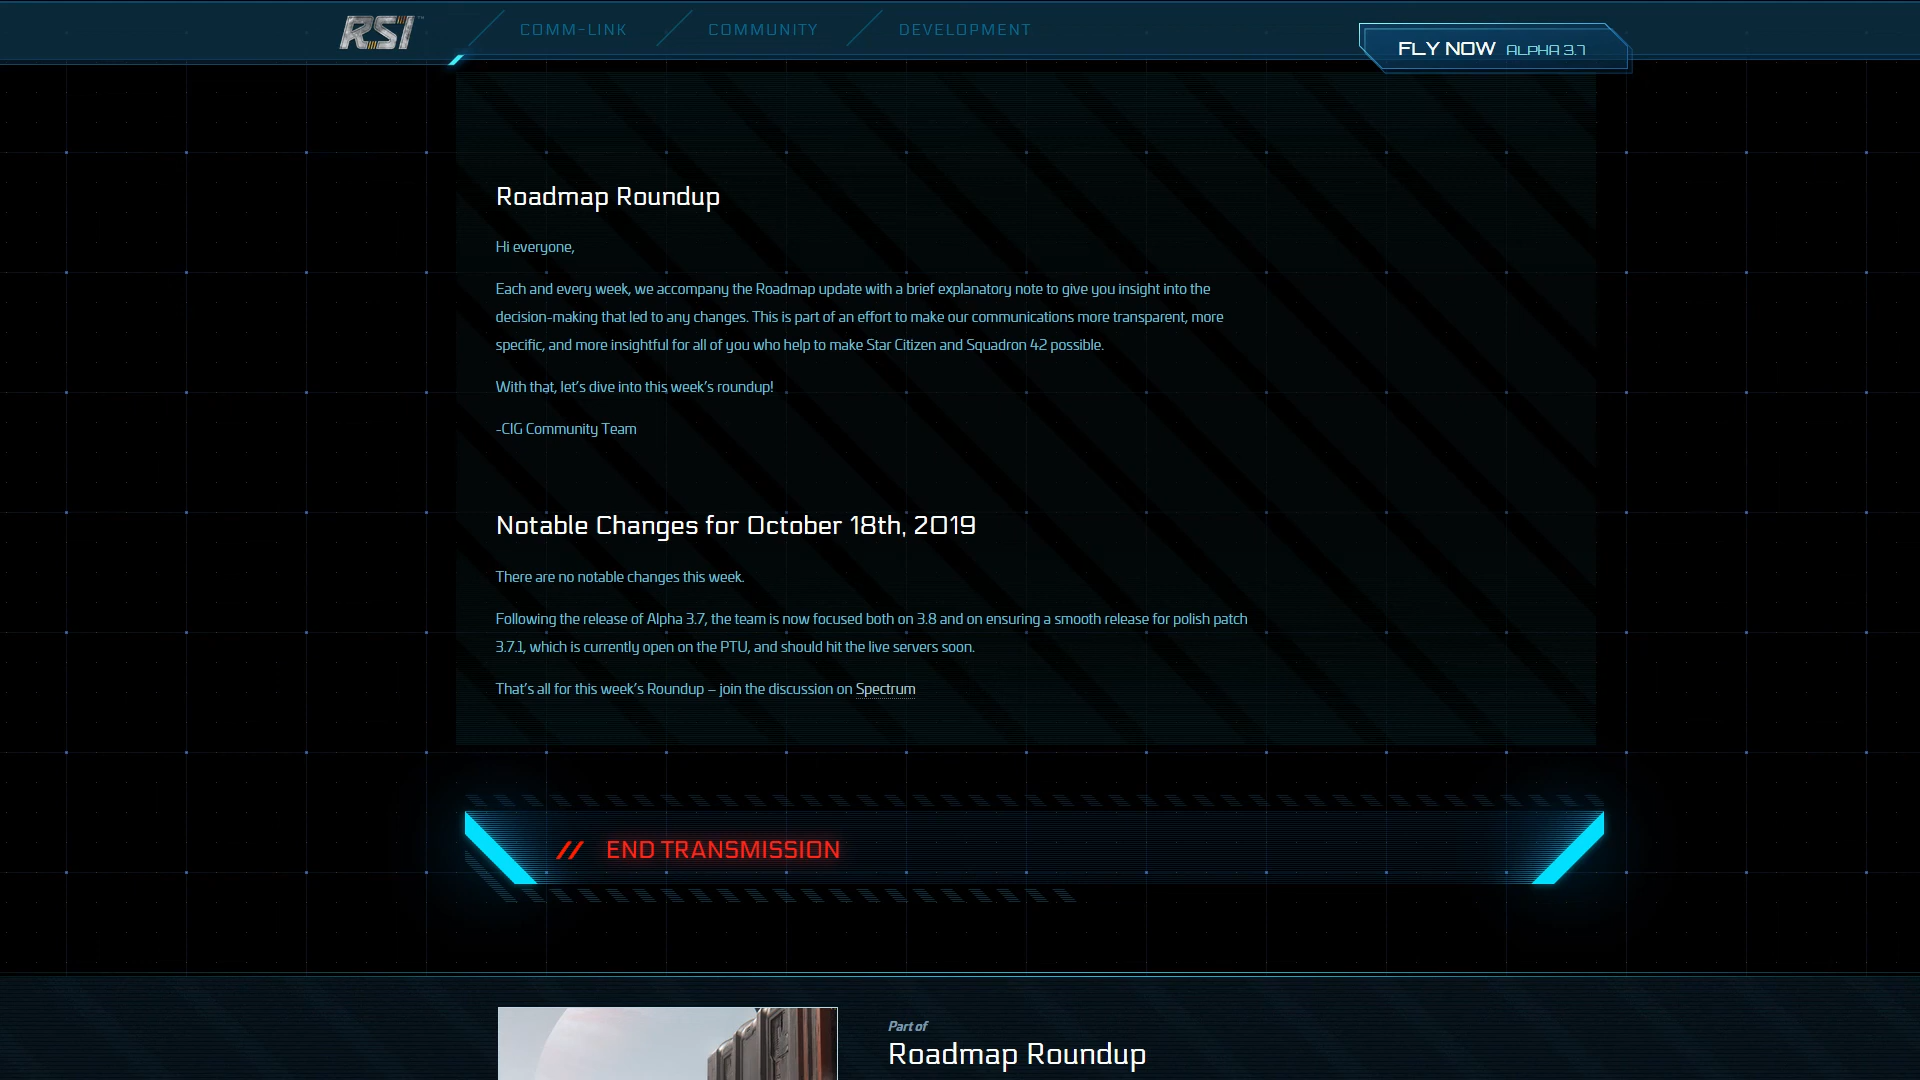 RSI™
COMM-LINK
COMMUNITY
DEVELOPMENT
FLY NOW ALPHA 3.7
Roadmap Roundup
Hi everyone,
Each and every week, we accompany the Roadmap update with a brief explanatory note to give you insight into the
decision-making that led to any changes. This is part of an effort to make our communications more transparent, more
specific, and more insightful for all of you who help to make Star Citizen and Squadron 42 possible.
With that, let’s dive into this week’s roundup!
-CIG Community Team
Notable Changes for October 18th, 2019
There are no notable changes this week.
Following the release of Alpha 3.7, the team is now focused both on 3.8 and on ensuring a smooth release for polish patch
3.7.1, which is currently open on the PTU, and should hit the live servers soon.
That’s all for this week’s Roundup – join the discussion on Spectrum
// END TRANSMISSION
Part of
Roadmap Roundup